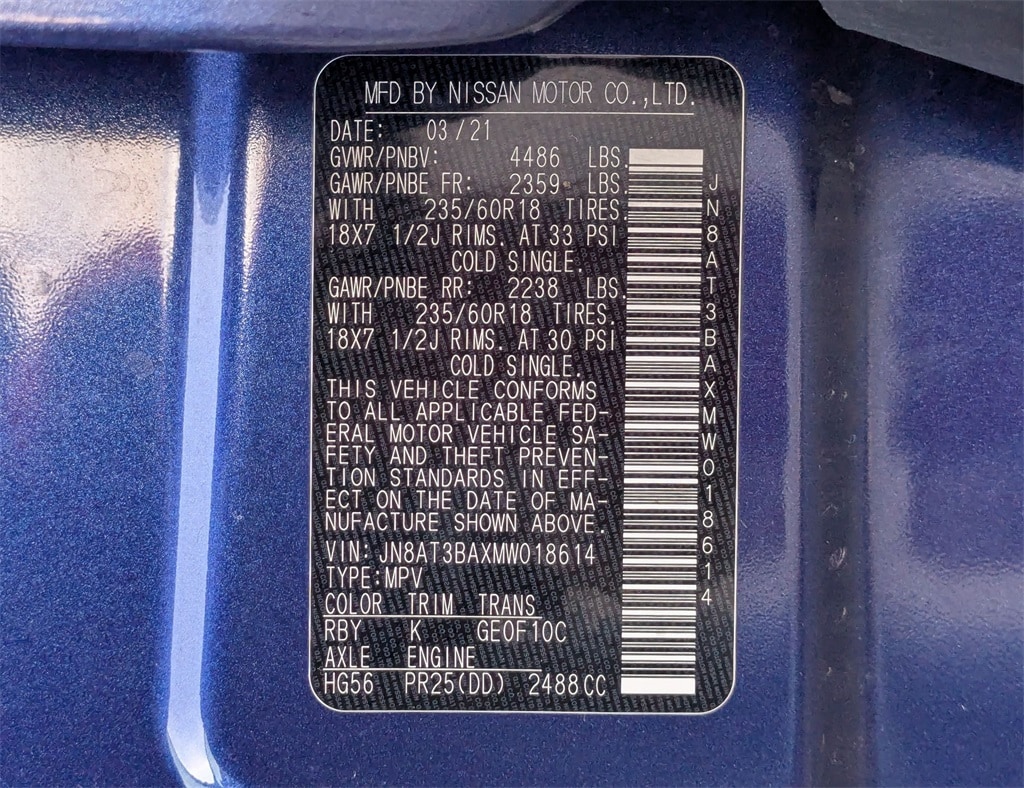 MFD BY NISSAN MOTOR CO.,LTD.
DATE: 03/21
GVWR/PNBV: 4486 LBS.
GAWR/PNBE FR: 2359 LBS.
WITH 235/60R18 TIRES.
18X7 1/2J RIMS. AT 33 PSI
COLD SINGLE.
GAWR/PNBE RR: 2238 LBS.
WITH 235/60R18 TIRES.
18X7 1/2J RIMS. AT 30 PSI
COLD SINGLE.
THIS VEHICLE CONFORMS
TO ALL APPLICABLE FED-
ERAL MOTOR VEHICLE SA-
FETY AND THEFT PREVEN-
TION STANDARDS IN EFF-
ECT ON THE DATE OF MA-
NUFACTURE SHOWN ABOVE.
VIN: JN8AT3BAXMW018614
TYPE:MPV
COLOR TRIM TRANS
RBY K GE0F10C
AXLE ENGINE
HG56 PR25(DD) 2488CC
JN8AT3BAXMW018614